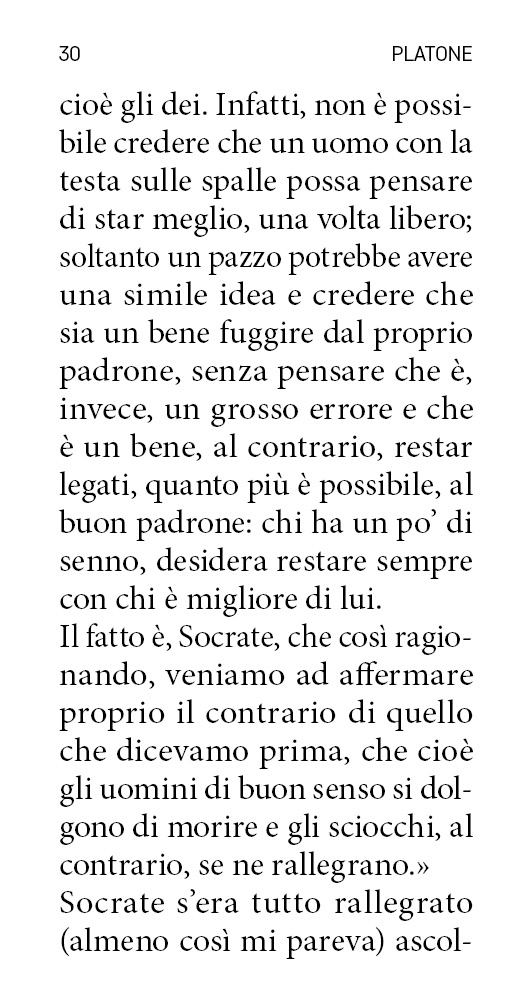 30 PLATONE
cioè gli dei. Infatti, non è possi-
bile credere che un uomo con la
testa sulle spalle possa pensare
di star meglio, una volta libero;
soltanto un pazzo potrebbe avere
una simile idea e credere che
sia un bene fuggire dal proprio
padrone, senza pensare che è,
invece, un grosso errore e che
è un bene, al contrario, restar
legati, quanto più è possibile, al
buon padrone: chi ha un po’ di
senno, desidera restare sempre
con chi è migliore di lui.
Il fatto è, Socrate, che così ragio-
nando, veniamo ad affermare
proprio il contrario di quello
che dicevamo prima, che cioè
gli uomini di buon senso si dol-
gono di morire e gli sciocchi, al
contrario, se ne rallegrano.»
Socrate s’era tutto rallegrato
(almeno così mi pareva) ascol-